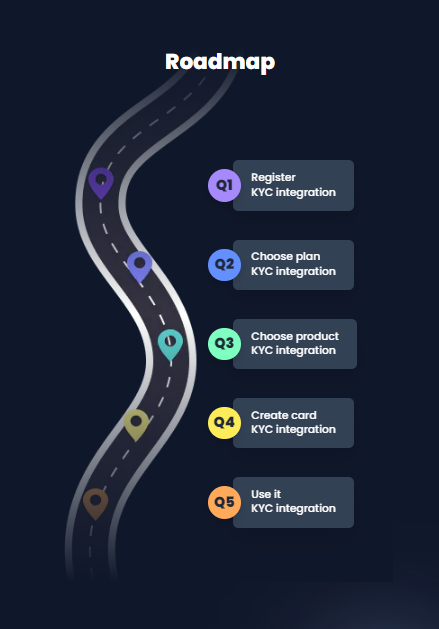 Roadmap
Q1
Register
KYC integration
Q2
Choose plan
KYC integration
Q3
Choose product
KYC integration
Q4
Create card
KYC integration
Q5
Use it
KYC integration